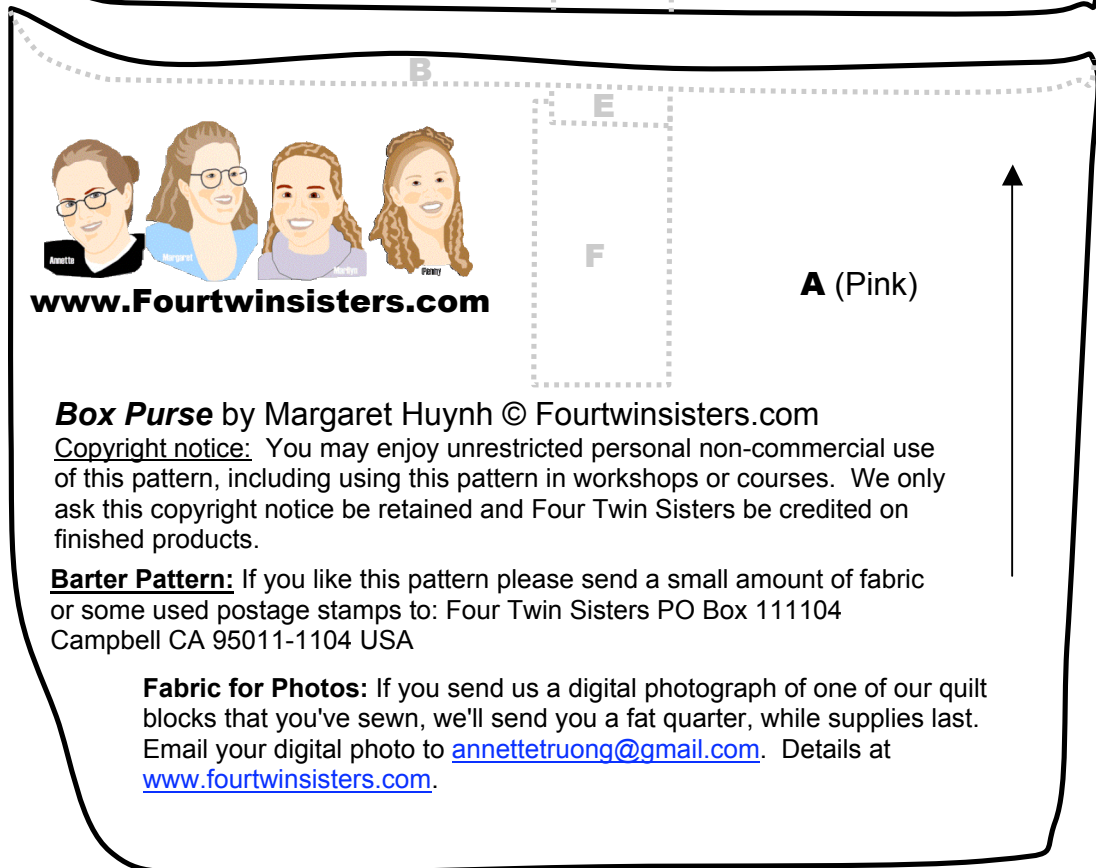 B
E
F
Annette
Margaret
Marilyn
Penny
www.Fourtwinsisters.com
A (Pink)
Box Purse by Margaret Huynh © Fourtwinsisters.com
Copyright notice: You may enjoy unrestricted personal non-commercial use
of this pattern, including using this pattern in workshops or courses. We only
ask this copyright notice be retained and Four Twin Sisters be credited on
finished products.
Barter Pattern: If you like this pattern please send a small amount of fabric
or some used postage stamps to: Four Twin Sisters PO Box 111104
Campbell CA 95011-1104 USA
Fabric for Photos: If you send us a digital photograph of one of our quilt
blocks that you've sewn, we'll send you a fat quarter, while supplies last.
Email your digital photo to annettetruong@gmail.com. Details at
www.fourtwinsisters.com.